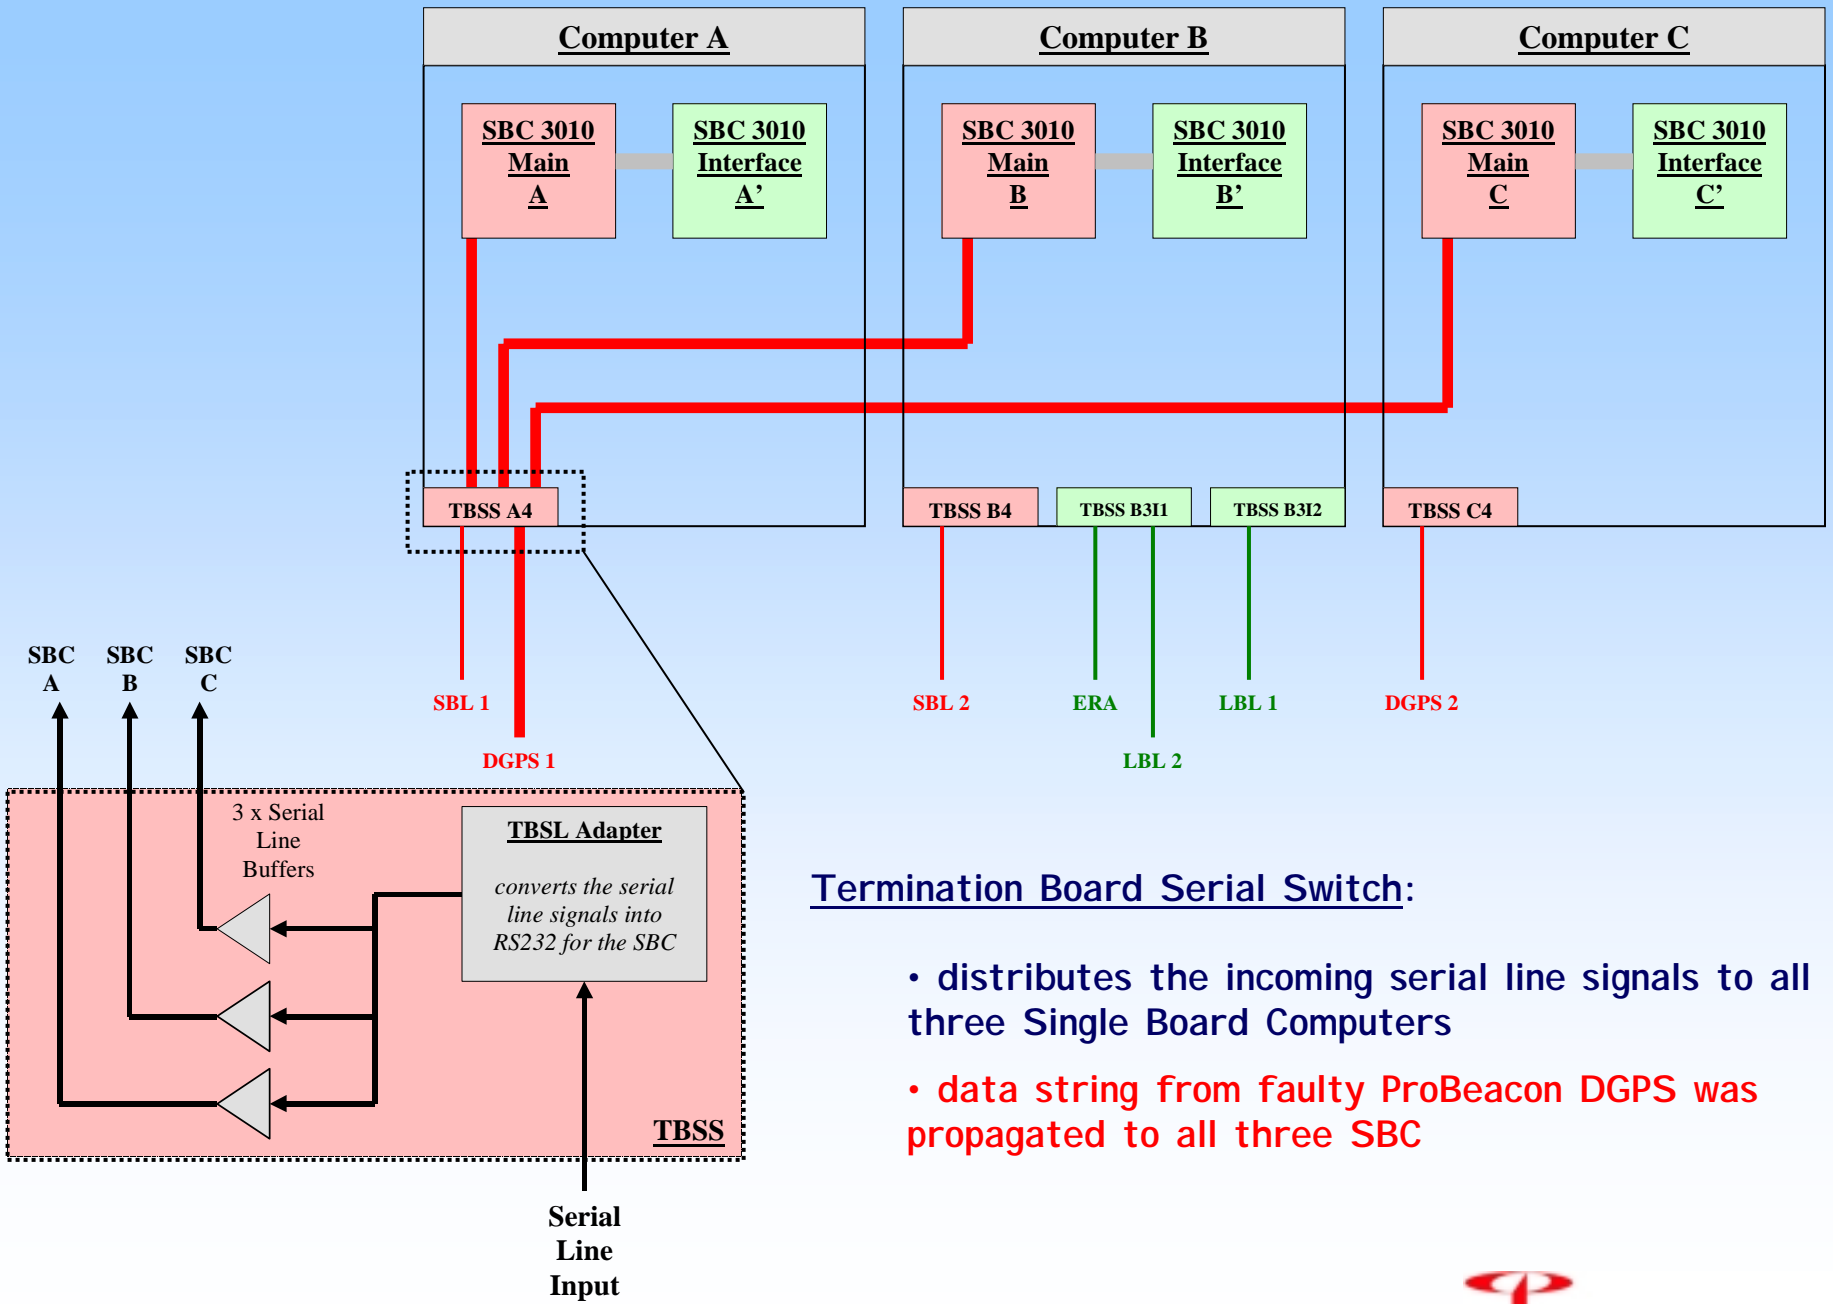 Computer A
Computer B
Computer C
SBC 3010
Main
A
SBC 3010
Interface
A’
SBC 3010
Main
B
SBC 3010
Interface
B’
SBC 3010
Main
C
SBC 3010
Interface
C’
TBSS A4
TBSS B4
TBSS B3I1
TBSS B3I2
TBSS C4
SBL 1
DGPS 1
SBL 2
ERA
LBL 2
LBL 1
DGPS 2
SBC
A
SBC
B
SBC
C
3 x Serial
Line
Buffers
TBSL Adapter
converts the serial
line signals into
RS232 for the SBC
TBSS
Serial
Line
Input
Termination Board Serial Switch:
• distributes the incoming serial line signals to all
three Single Board Computers
• data string from faulty ProBeacon DGPS was
propagated to all three SBC